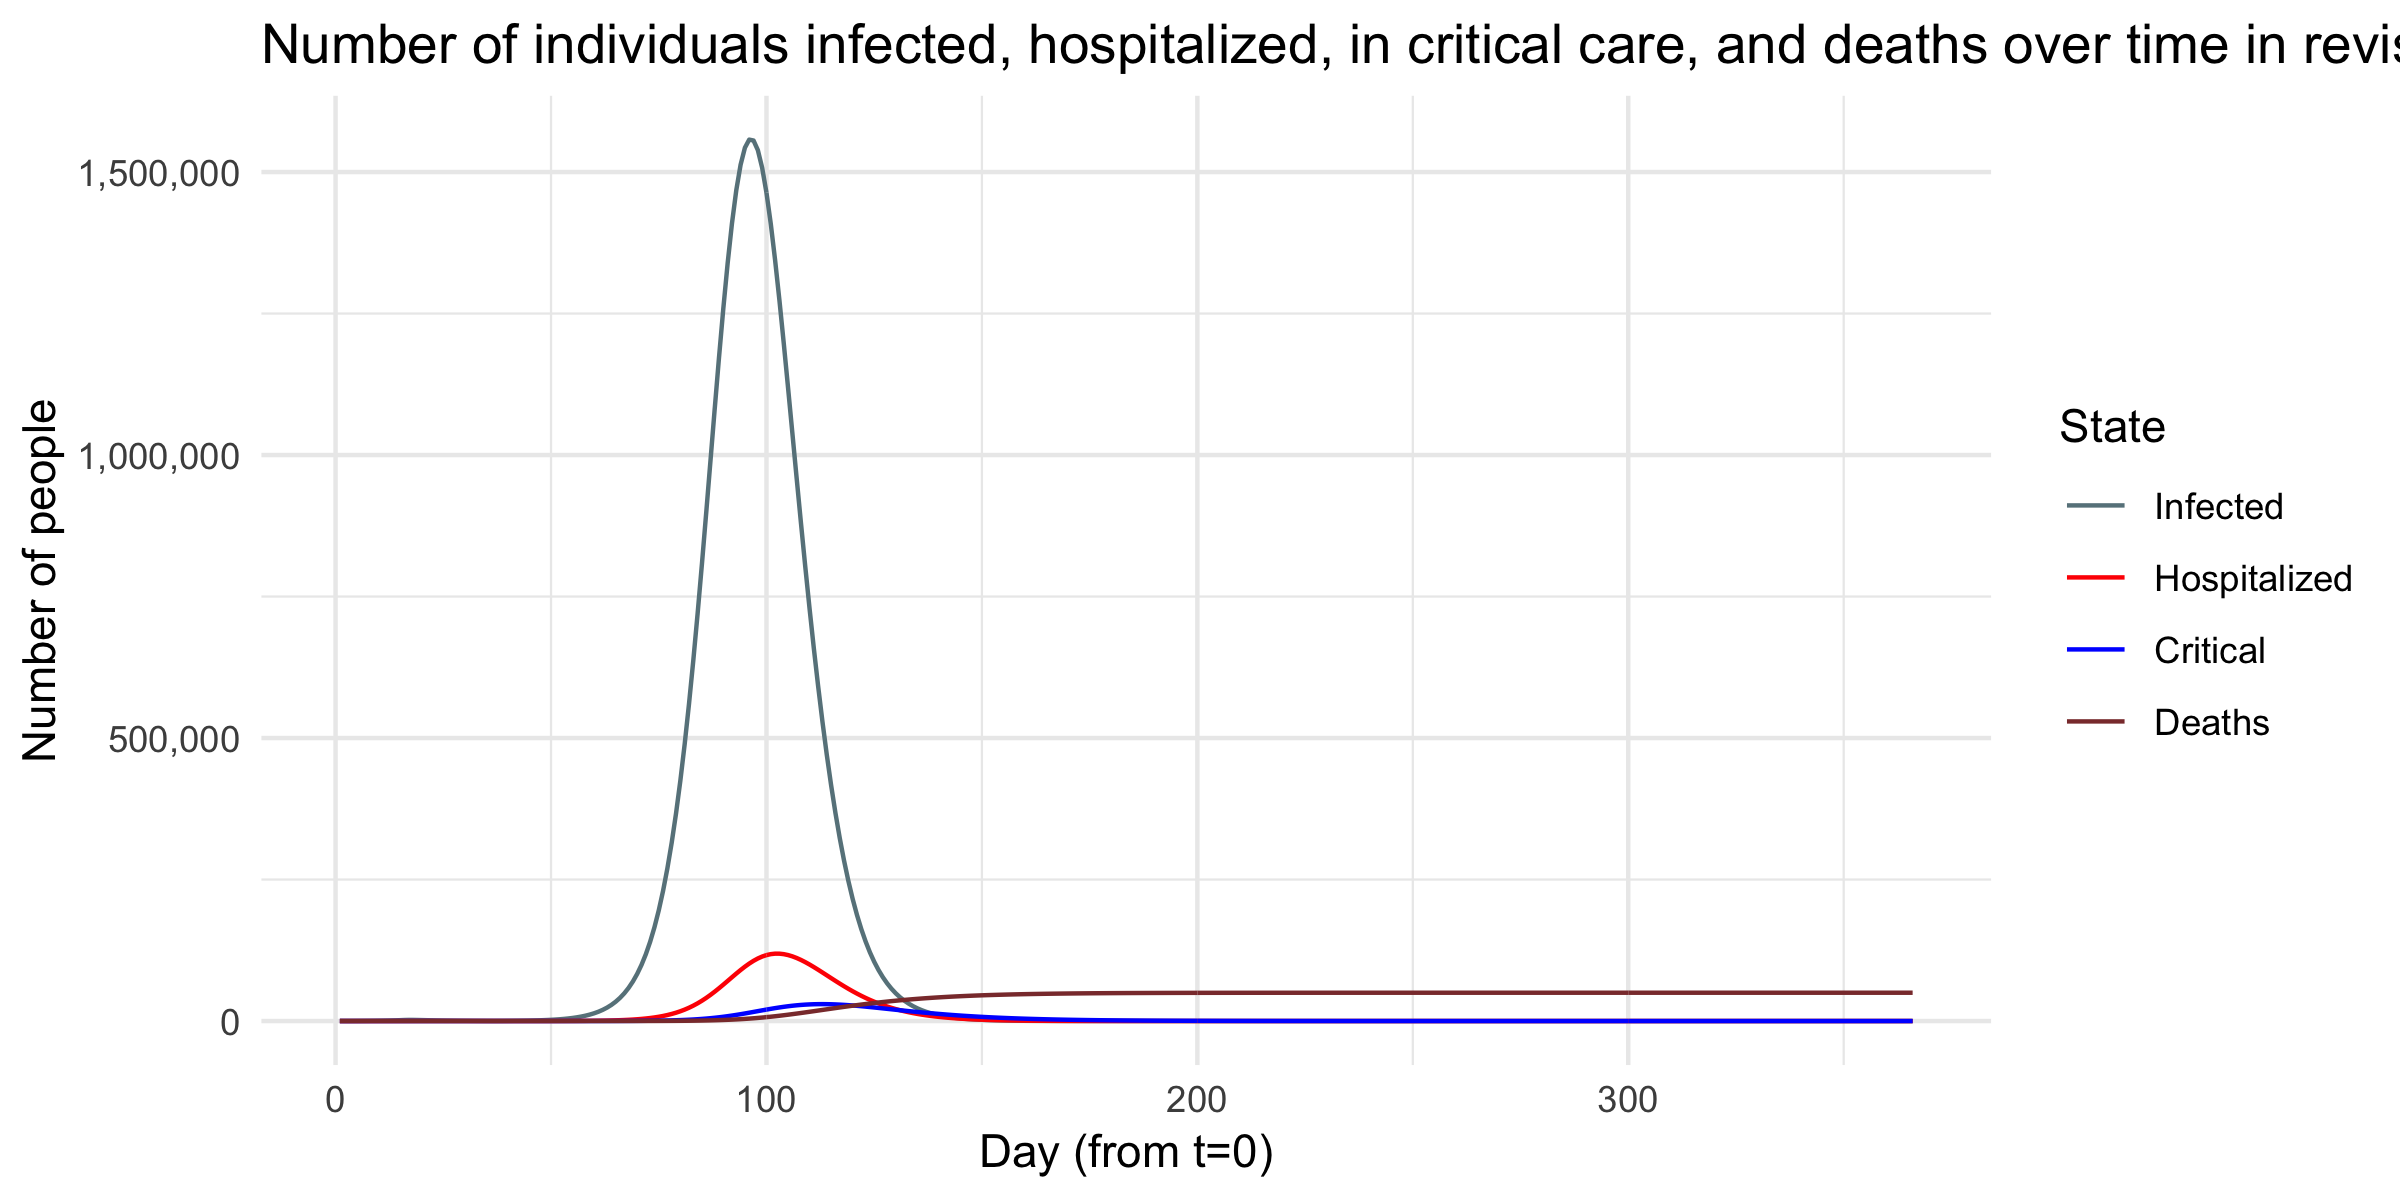 Number of individuals infected, hospitalized, in critical care, and deaths over time in revis
Number of people
1,500,000
1,000,000
500,000
0
0 100 200 300
Day (from t=0)
State
Infected
Hospitalized
Critical
Deaths